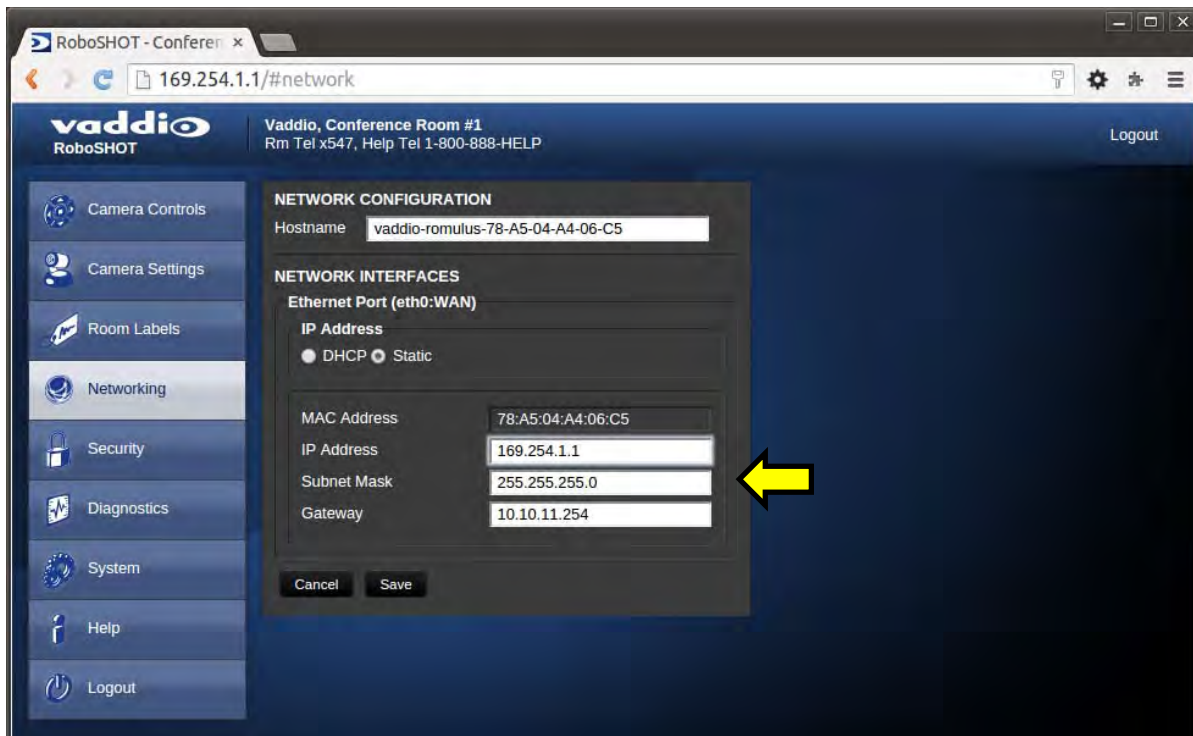 RoboSHOT - Conferen
169.254.1.1/#network
vaddio
RoboSHOT
Vaddio, Conference Room #1
Rm Tel x547, Help Tel 1-800-888-HELP
Logout
Camera Controls
Camera Settings
Room Labels
Networking
Security
Diagnostics
System
Help
Logout
NETWORK CONFIGURATION
Hostname vaddio-romulus-78-A5-04-A4-06-C5
NETWORK INTERFACES
Ethernet Port (eth0:WAN)
IP Address
DHCP Static
MAC Address 78:A5:04:A4:06:C5
IP Address 169.254.1.1
Subnet Mask 255.255.255.0
Gateway 10.10.11.254
Cancel Save